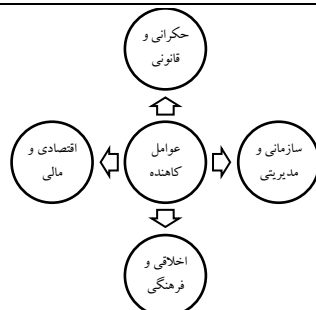 حکرانی و
قانونی
سازمانی و
مدیریتی
عوامل
کاهنده
اقتصادی و
مالی
اخلاقی و
فرهنگی